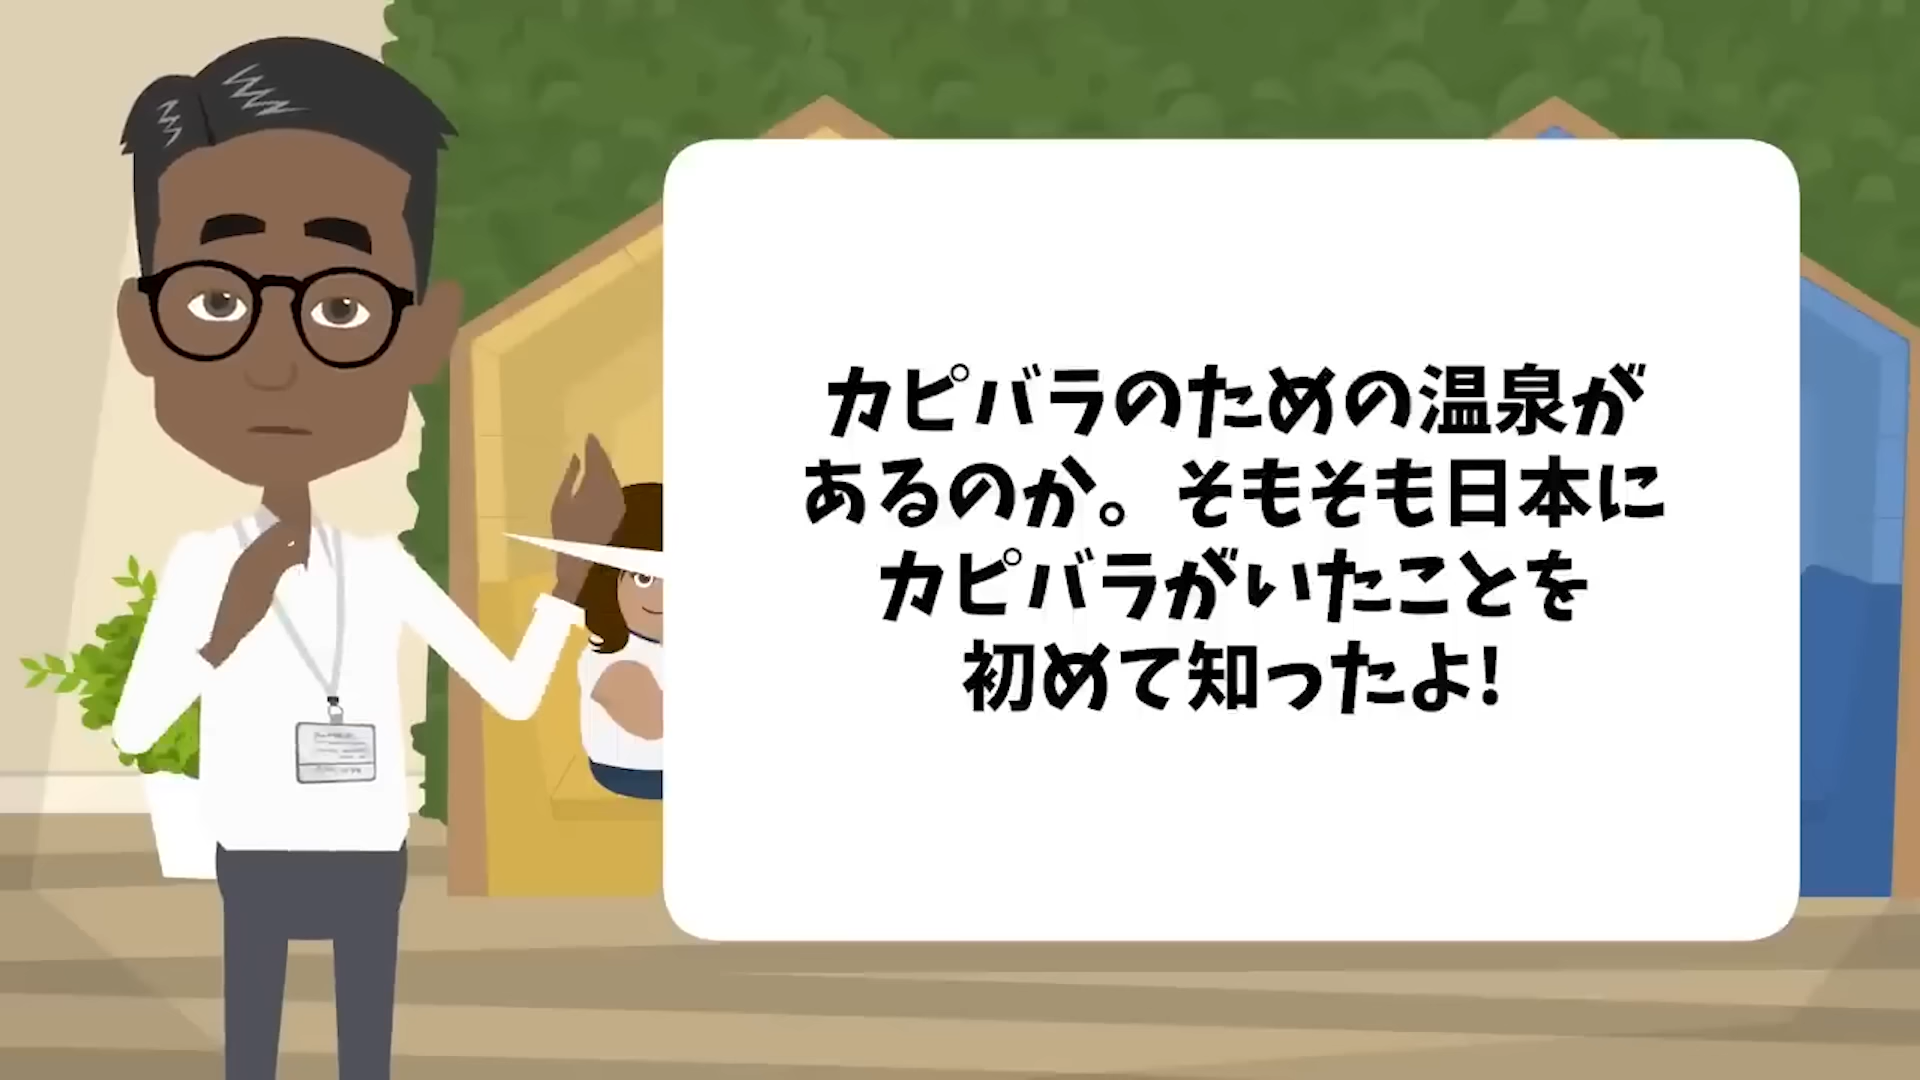 カピバラのための温泉が
あるのか。そもそも日本に
カピバラがいたことを
初めて知ったよ!